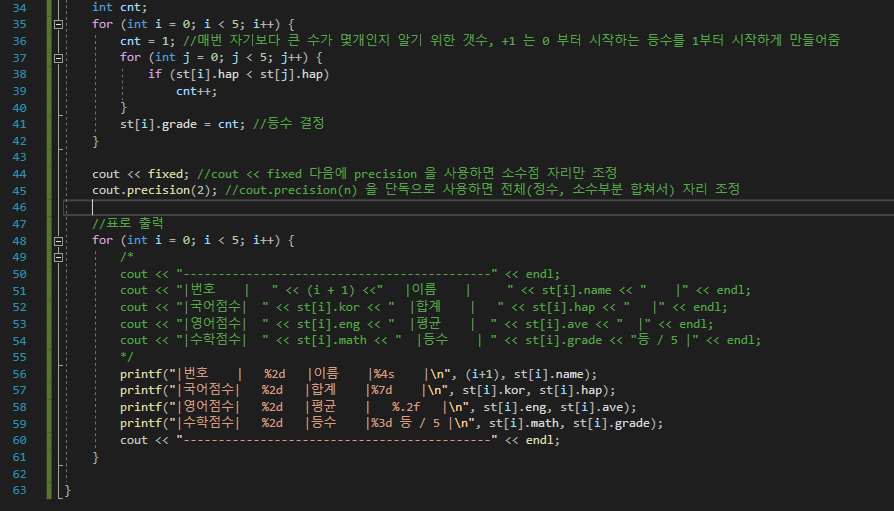 34 int cnt;
35 for (int i = 0; i < 5; i++) {
36 cnt = 1; //매번 자기보다 큰 수가 몇개인지 알기 위한 갯수, +1 는 0 부터 시작하는 등수를 1부터 시작하게 만들어줌
37 for (int j = 0; j < 5; j++) {
38 if (st[i].hap < st[j].hap)
39 cnt++;
40 }
41 st[i].grade = cnt; //등수 결정
42 }
43
44 cout << fixed; //cout << fixed 다음에 precision 을 사용하면 소수점 자리만 조정
45 cout.precision(2); //cout.precision(n) 을 단독으로 사용하면 전체(정수, 소수부분 합쳐서) 자리 조정
46
47 //표로 출력
48 for (int i = 0; i < 5; i++) {
49 /*
50 cout << "-------------------------------------------" << endl;
51 cout << "|번호    |   " << (i + 1) <<"   |이름    |     " << st[i].name << "    |" << endl;
52 cout << "|국어점수|  " << st[i].kor << "  |합계    |   " << st[i].hap << "   |" << endl;
53 cout << "|영어점수|  " << st[i].eng << "  |평균    |  " << st[i].ave << "  |" << endl;
54 cout << "|수학점수|  " << st[i].math << "  |등수    | " << st[i].grade << "등 / 5 |" << endl;
55 */
56 printf("|번호    |   %2d   |이름    |%4s    |\n", (i+1), st[i].name);
57 printf("|국어점수|   %2d   |합계    |%7d    |\n", st[i].kor, st[i].hap);
58 printf("|영어점수|   %2d   |평균    |   %.2f   |\n", st[i].eng, st[i].ave);
59 printf("|수학점수|   %2d   |등수    |%3d 등 / 5 |\n", st[i].math, st[i].grade);
60 cout << "-------------------------------------------" << endl;
61 }
62
63 }